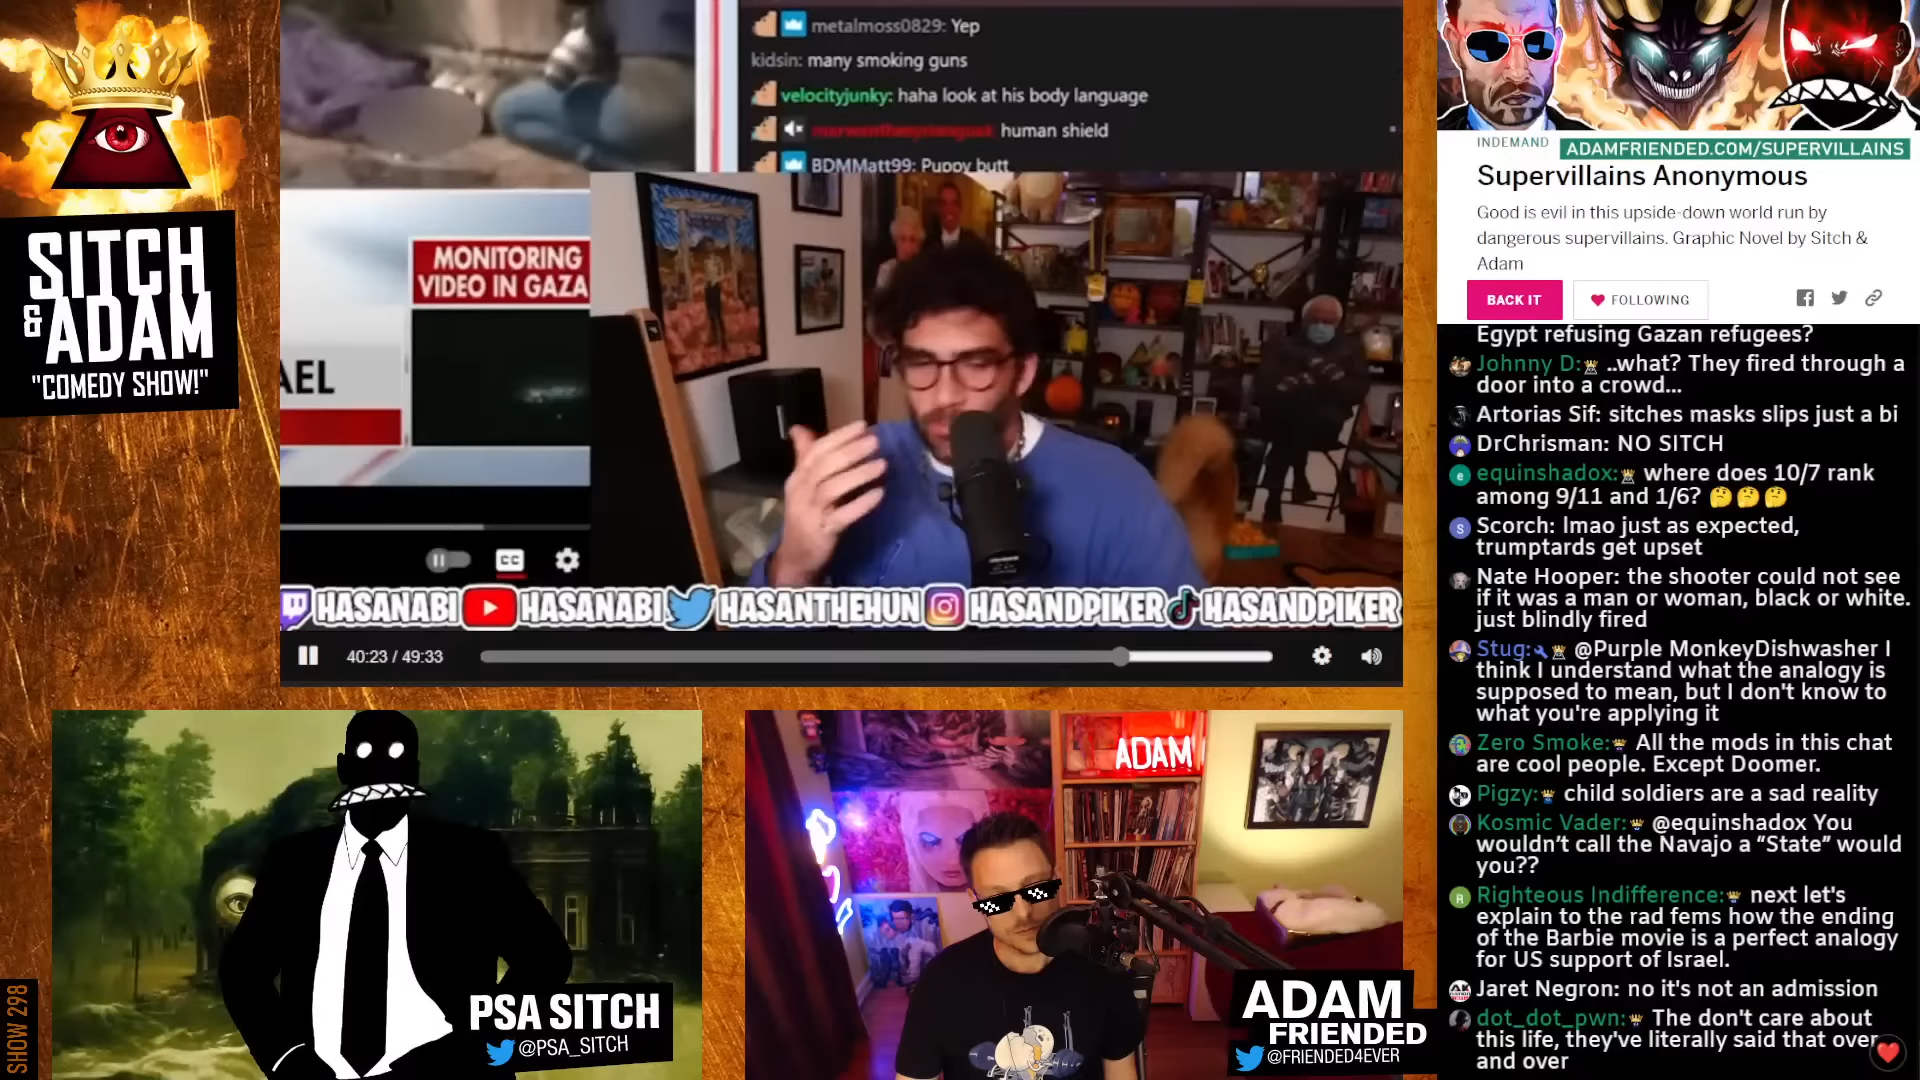 SITCH
& ADAM
"COMEDY SHOW!"
SHOW 298
metalmoss0829: Yep
kidsin: many smoking guns
velocityjunky: haha look at his body language
human shield
BDMMatt99: Puppy butt
MONITORING
VIDEO IN GAZA
AEL
CC
HASANABI HASANABI HASANTHEHUN HASANDPIKER HASANDPIKER
40:23 / 49:33
PSA SITCH
@PSA_SITCH
ADAM
ADAM
FRIENDED
@FRIENDED4EVER
INDEMAND
ADAMFRIENDED.COM/SUPERVILLAINS
Supervillains Anonymous
Good is evil in this upside-down world run by
dangerous supervillains. Graphic Novel by Sitch &
Adam
BACK IT
FOLLOWING
Egypt refusing Gazan refugees?
Johnny D: ..what? They fired through a
door into a crowd...
Artorias Sif: sitches masks slips just a bi
DrChrisman: NO SITCH
e equinshadox: where does 10/7 rank
among 9/11 and 1/6? 🤔🤔🤔
S Scorch: lmao just as expected,
trumptards get upset
Nate Hooper: the shooter could not see
if it was a man or woman, black or white.
just blindly fired
Stug: @Purple MonkeyDishwasher I
think I understand what the analogy is
supposed to mean, but I don't know to
what you're applying it
Zero Smoke: All the mods in this chat
are cool people. Except Doomer.
Pigzy: child soldiers are a sad reality
Kosmic Vader: @equinshadox You
wouldn't call the Navajo a “State” would
you??
R Righteous Indifference: next let's
explain to the rad fems how the ending
of the Barbie movie is a perfect analogy
for US support of Israel.
Jaret Negron: no it's not an admission
dot_dot_pwn: The don't care about
this life, they've literally said that over
and over